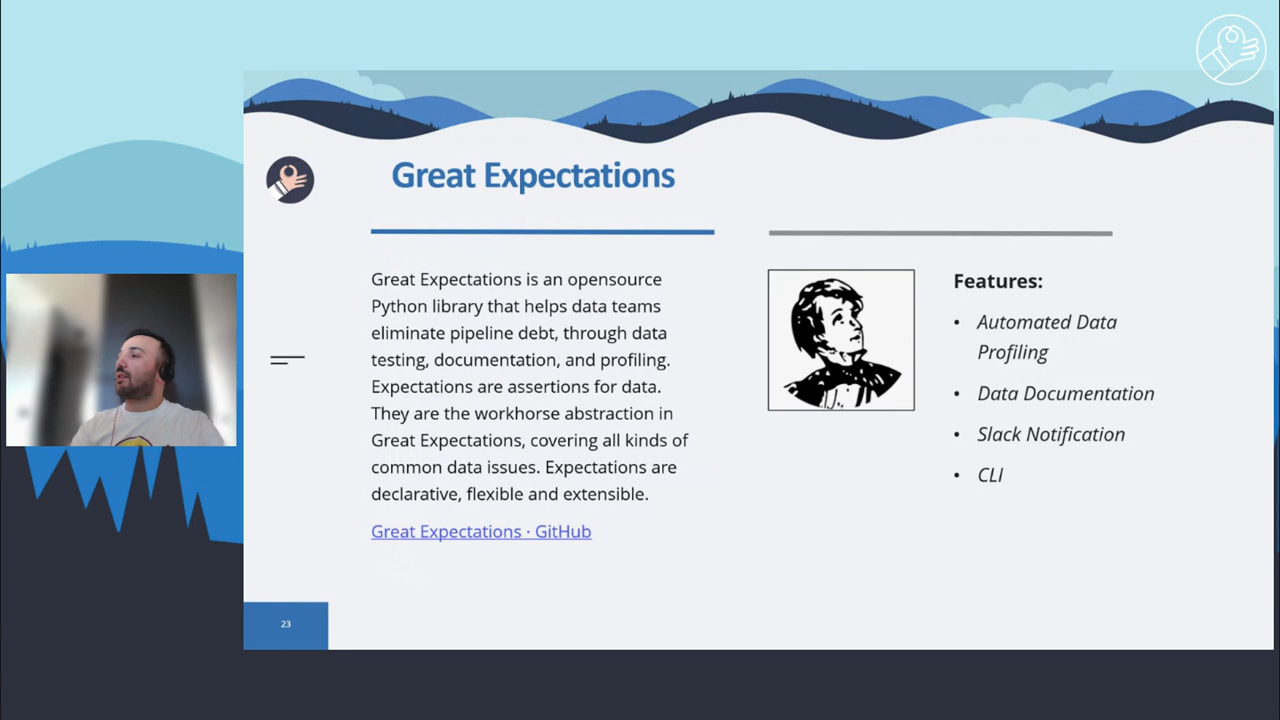 Great Expectations
Great Expectations is an opensource
Python library that helps data teams
eliminate pipeline debt, through data
testing, documentation, and profiling.
Expectations are assertions for data.
They are the workhorse abstraction in
Great Expectations, covering all kinds of
common data issues. Expectations are
declarative, flexible and extensible.
Great Expectations · GitHub
Features:
• Automated Data
Profiling
• Data Documentation
• Slack Notification
• CLI
23